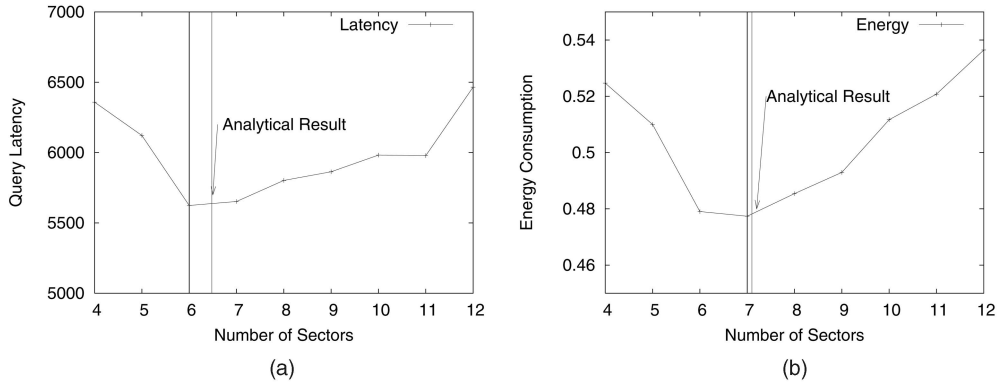 7000
6500
6000
5500
5000
Query Latency
Latency
Analytical Result
4 5 6 7 8 9 10 11 12
Number of Sectors
(a)
0.54
0.52
0.5
0.48
0.46
Energy Consumption
Energy
Analytical Result
4 5 6 7 8 9 10 11 12
Number of Sectors
(b)